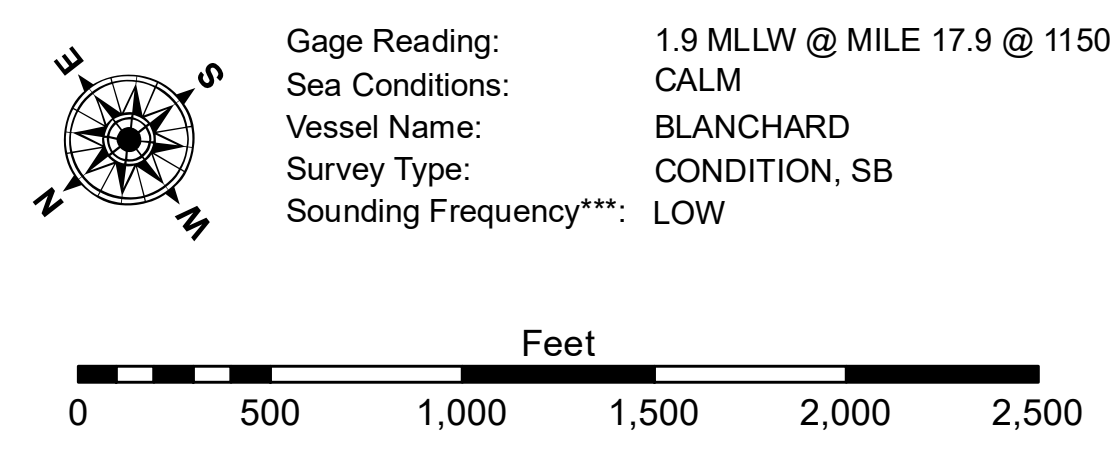 E
S
N
W
Gage Reading: 1.9 MLLW @ MILE 17.9 @ 1150
Sea Conditions: CALM
Vessel Name: BLANCHARD
Survey Type: CONDITION, SB
Sounding Frequency***: LOW
Feet
0 500 1,000 1,500 2,000 2,500